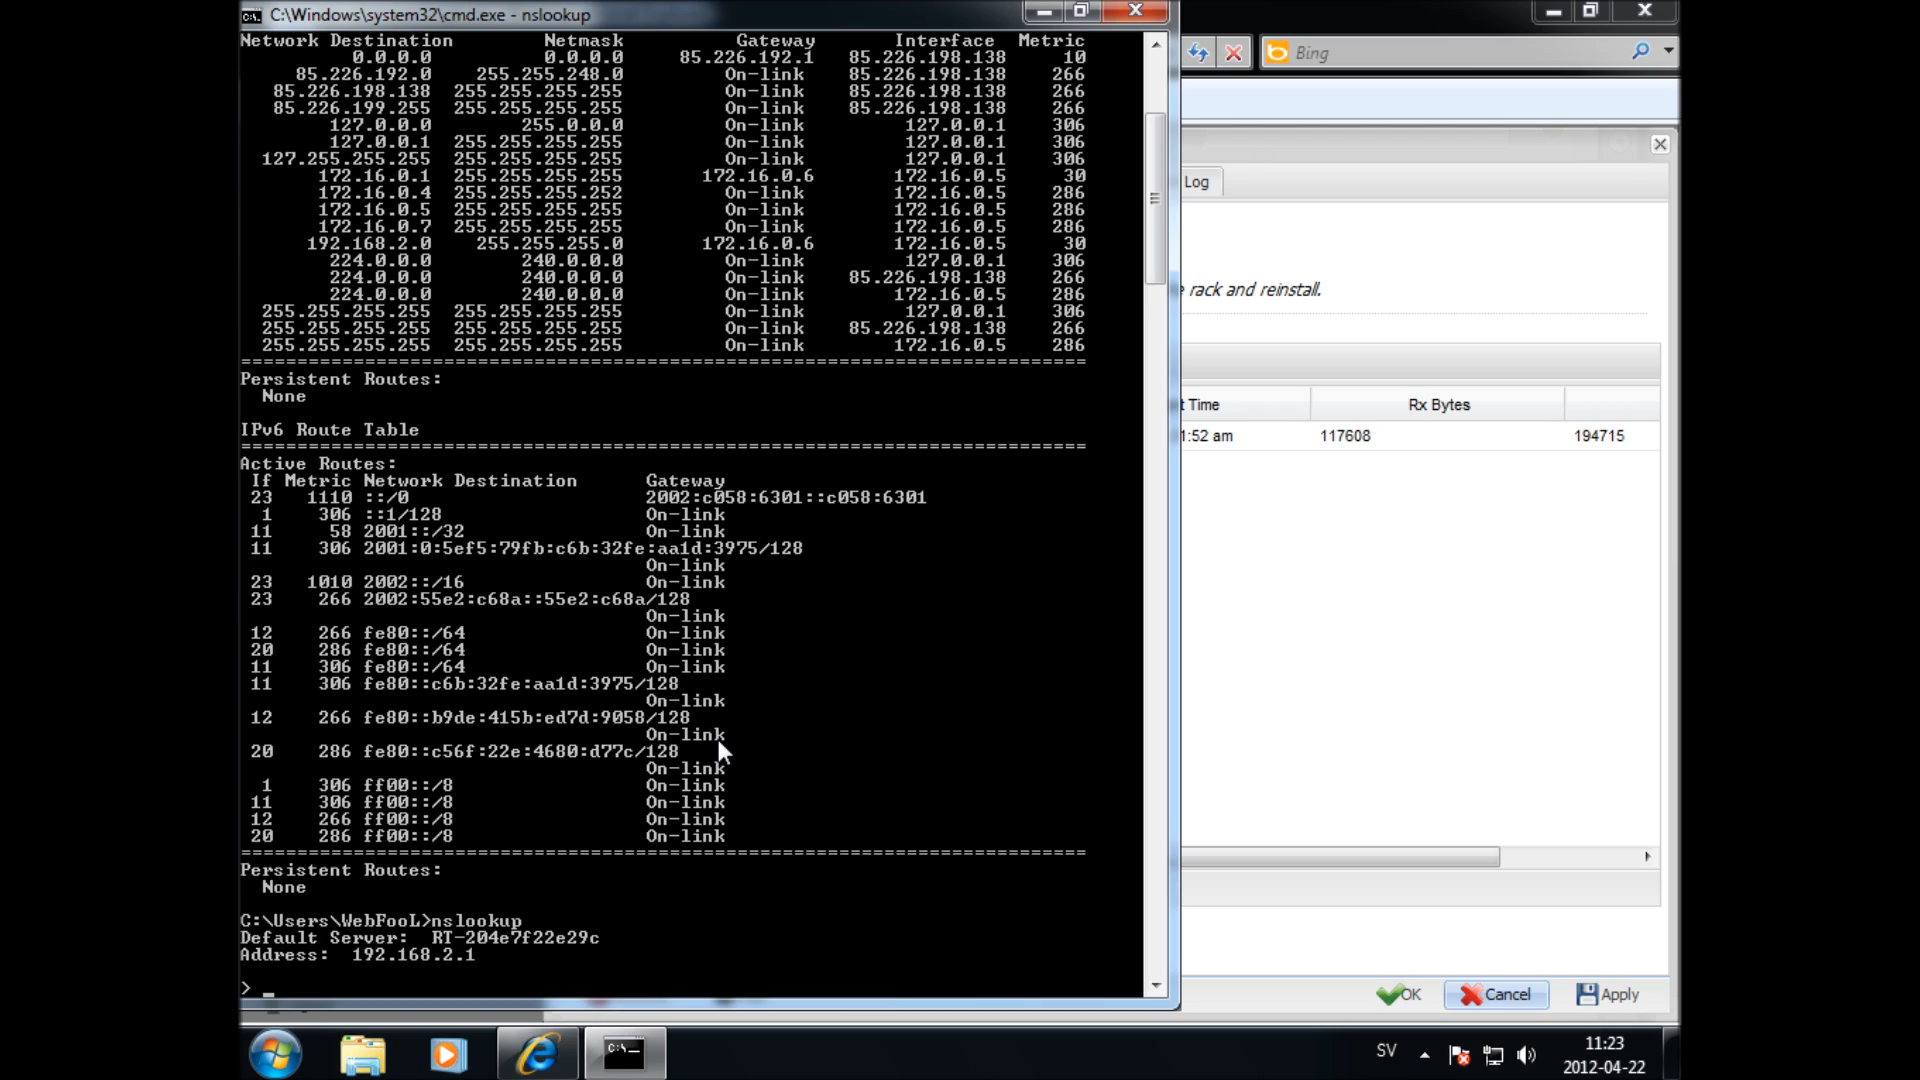 C:\Windows\system32\cmd.exe - nslookup
Network Destination Netmask Gateway Interface Metric
0.0.0.0 0.0.0.0 85.226.192.1 85.226.198.138 10
85.226.192.0 255.255.248.0 On-link 85.226.198.138 266
85.226.198.138 255.255.255.255 On-link 85.226.198.138 266
85.226.199.255 255.255.255.255 On-link 85.226.198.138 266
127.0.0.0 255.0.0.0 On-link 127.0.0.1 306
127.0.0.1 255.255.255.255 On-link 127.0.0.1 306
127.255.255.255 255.255.255.255 On-link 127.0.0.1 306
172.16.0.1 255.255.255.255 172.16.0.6 172.16.0.5 30
172.16.0.4 255.255.255.252 On-link 172.16.0.5 286
172.16.0.5 255.255.255.255 On-link 172.16.0.5 286
172.16.0.7 255.255.255.255 On-link 172.16.0.5 286
192.168.2.0 255.255.255.0 172.16.0.6 172.16.0.5 30
224.0.0.0 240.0.0.0 On-link 127.0.0.1 306
224.0.0.0 240.0.0.0 On-link 85.226.198.138 266
224.0.0.0 240.0.0.0 On-link 172.16.0.5 286
255.255.255.255 255.255.255.255 On-link 127.0.0.1 306
255.255.255.255 255.255.255.255 On-link 85.226.198.138 266
255.255.255.255 255.255.255.255 On-link 172.16.0.5 286
===========================================================================
Persistent Routes:
None
IPv6 Route Table
===========================================================================
Active Routes:
If Metric Network Destination Gateway
23 1110 ::/0 2002:c058:6301::c058:6301
1 306 ::1/128 On-link
11 58 2001::/32 On-link
11 306 2001:0:5ef5:79fb:c6b:32fe:aa1d:3975/128
On-link
23 1010 2002::/16 On-link
23 266 2002:55e2:c68a::55e2:c68a/128
On-link
12 266 fe80::/64 On-link
20 286 fe80::/64 On-link
11 306 fe80::/64 On-link
11 306 fe80::c6b:32fe:aa1d:3975/128
On-link
12 266 fe80::b9de:415b:ed7d:9058/128
On-link
20 286 fe80::c56f:22e:4680:d77c/128
On-link
1 306 ff00::/8 On-link
11 306 ff00::/8 On-link
12 266 ff00::/8 On-link
20 286 ff00::/8 On-link
===========================================================================
Persistent Routes:
None
C:\Users\WebFooL>nslookup
Default Server: RT-204e7f22e29c
Address: 192.168.2.1
> _
Bing
Log
rack and reinstall.
Time Rx Bytes
1:52 am 117608 194715
OK Cancel Apply
C:\_
SV
11:23
2012-04-22